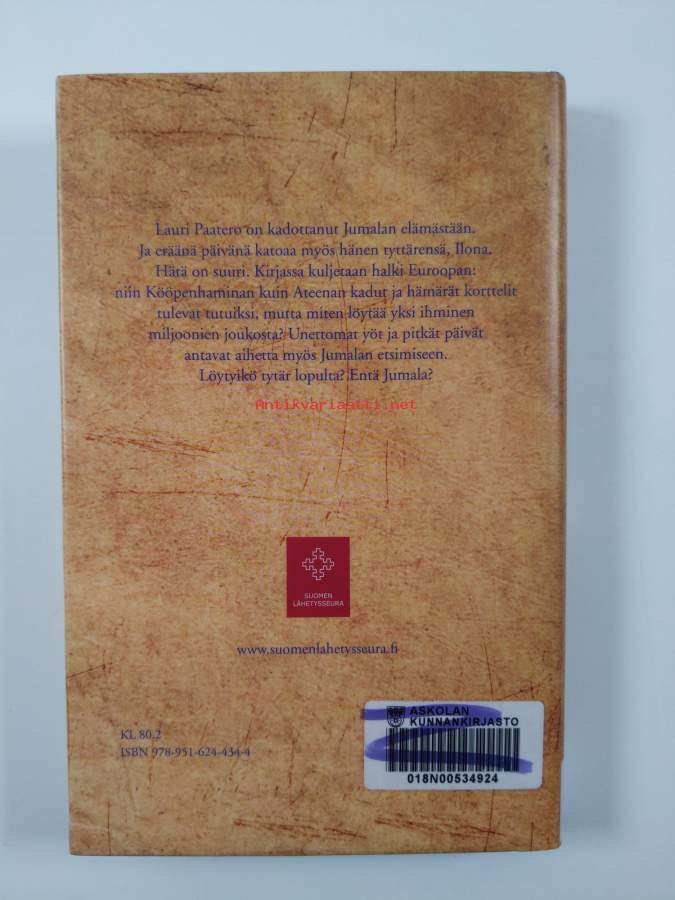 Lauri Paatero on kadottanut Jumalan elämästään.
Ja eräänä päivänä katoaa myös hänen tyttärensä, Ilona.
Hätä on suuri. Kirjassa kuljetaan halki Euroopan:
niin Kööpenhaminan kuin Ateenan kadut ja hämärät korttelit
tulevat tutuiksi, mutta miten löytää yksi ihminen
miljoonien joukosta? Unettomat yöt ja pitkät päivät
antavat aihetta myös Jumalan etsimiseen.
Löytyikö tytär lopulta? Entä Jumala?
Antikvariaatti.net
SUOMEN
LÄHETYSSEURA
www.suomenlahetysseura.fi
KL 80.2
ISBN 978-951-624-434-4
ASKOLAN
KUNNANKIRJASTO
018N00534924